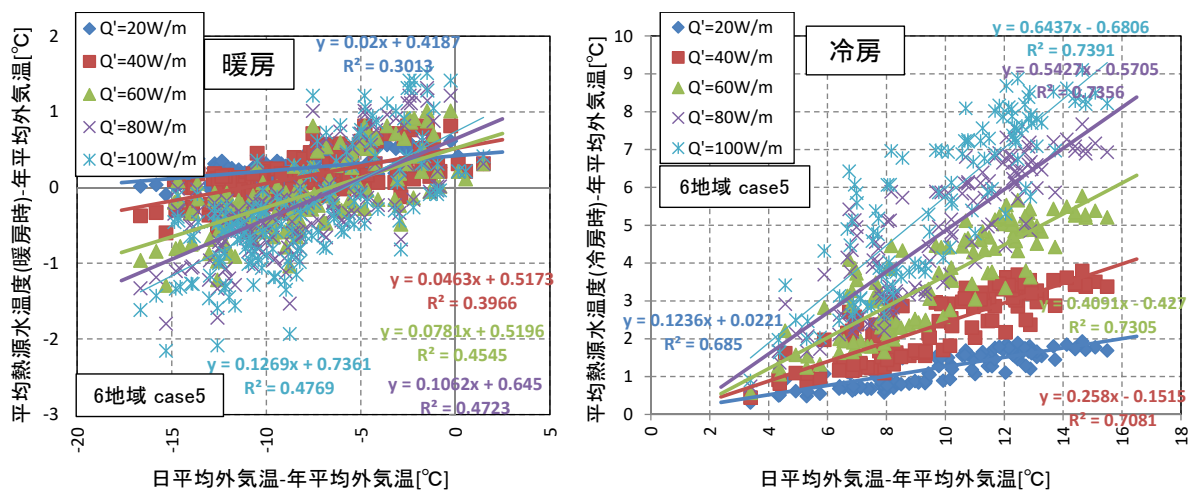 Q'=20W/m
Q'=40W/m
Q'=60W/m
Q'=80W/m
Q'=100W/m
暖房
y = 0.02x + 0.4187
R² = 0.3013
y = 0.0463x + 0.5173
R² = 0.3966
y = 0.0781x + 0.5196
R² = 0.4545
y = 0.1269x + 0.7361
R² = 0.4769
y = 0.1062x + 0.645
R² = 0.4723
6地域 case5
2
1
0
-1
-2
-3
-20
-15
-10
-5
0
5
平均熱源水温度(暖房時)-年平均外気温[℃]
日平均外気温-年平均外気温[℃]
Q'=20W/m
Q'=40W/m
Q'=60W/m
Q'=80W/m
Q'=100W/m
冷房
6地域 case5
y = 0.6437x - 0.6806
R² = 0.7391
y = 0.5427x - 0.5705
R² = 0.7356
y = 0.1236x + 0.0221
R² = 0.685
y = 0.4091x - 0.427
R² = 0.7305
y = 0.258x - 0.1515
R² = 0.7081
10
9
8
7
6
5
4
3
2
1
0
0
2
4
6
8
10
12
14
16
18
平均熱源水温度(冷房時)-年平均外気温[℃]
日平均外気温-年平均外気温[℃]